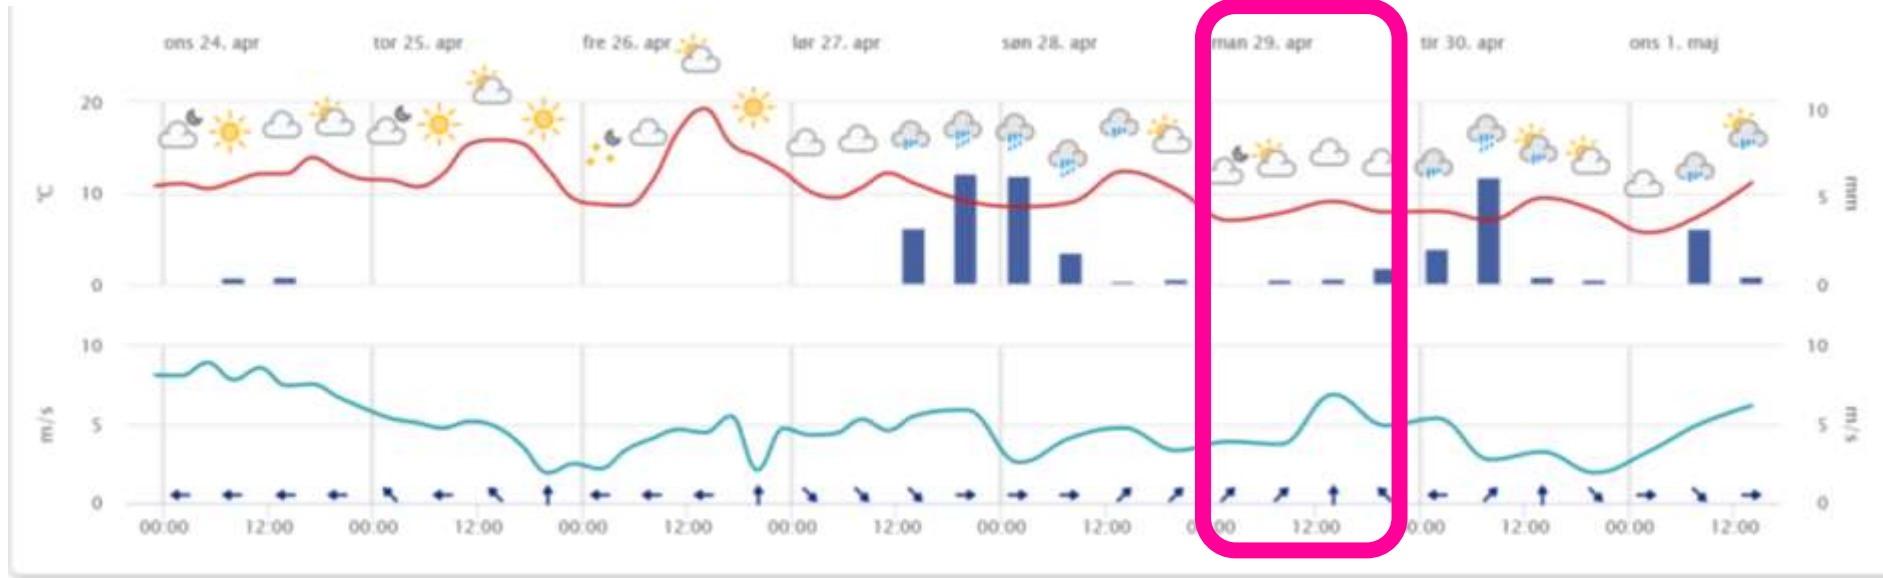 ons 24. apr tor 25. apr fre 26. apr lør 27. apr søn 28. apr man 29. apr tir 30. apr ons 1. maj
20 10
°C 10 5 mm
0 0
10 10
m/s 5 5 m/s
0 0
00:00 12:00 00:00 12:00 00:00 12:00 00:00 12:00 00:00 12:00 12:00 12:00 00:00 12:00